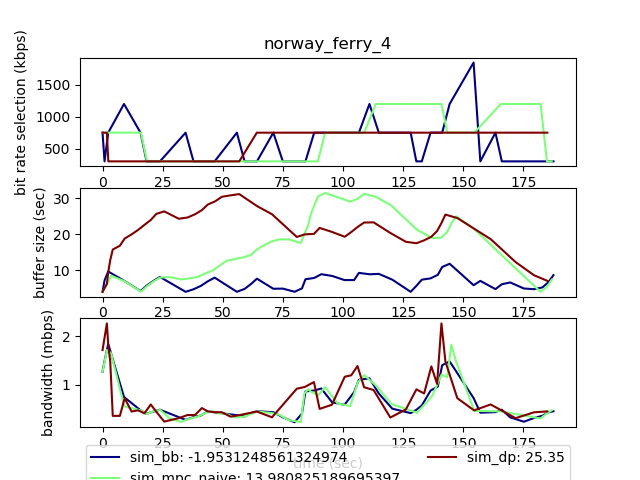 norway_ferry_4
bit rate selection (kbps)
1500
1000
500
0 25 50 75 100 125 150 175
buffer size (sec)
30
20
10
0 25 50 75 100 125 150 175
bandwidth (mbps)
2
1
0 25 50 75 100 125 150 175
time (sec)
sim_bb: -1.9531248561324974 sim_dp: 25.35
sim_mpc_naive: 13.980825189695397